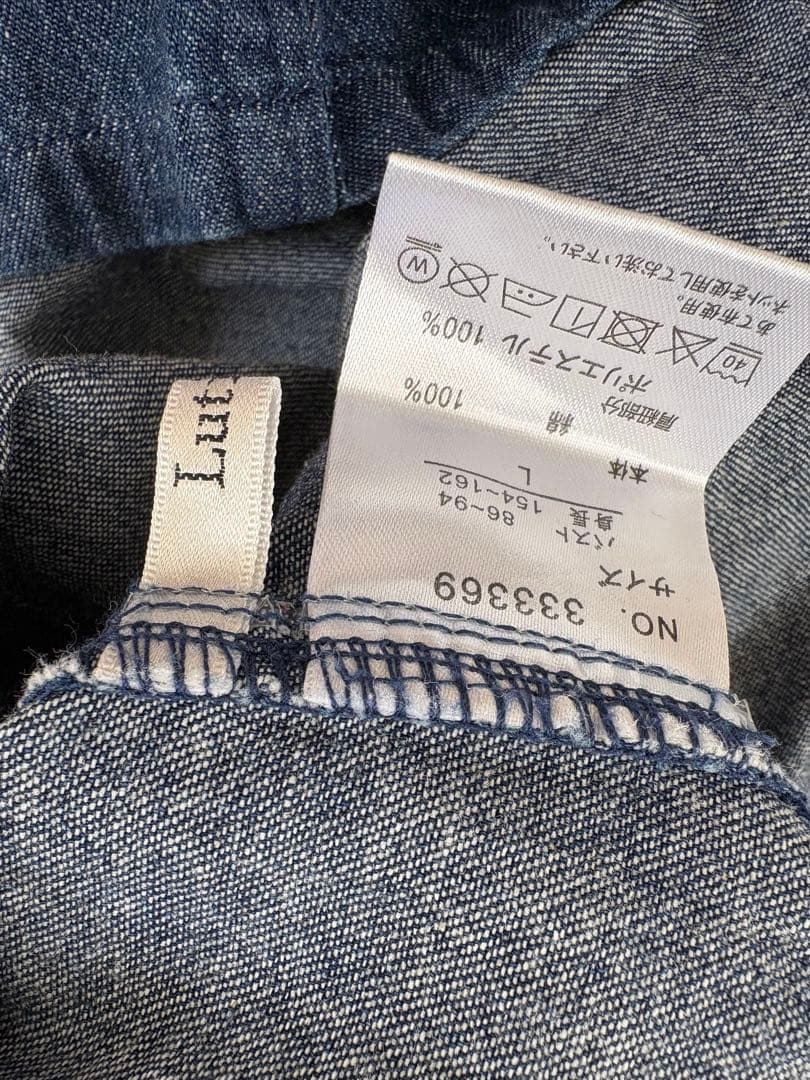 Lut
NO. 333369
サイズ
バスト 86~94
身長 154~162
L
本体 綿 100%
肩紐部分
ポリエステル 100%
40
W
あて布使用。
ネットを使用してお洗い下さい。